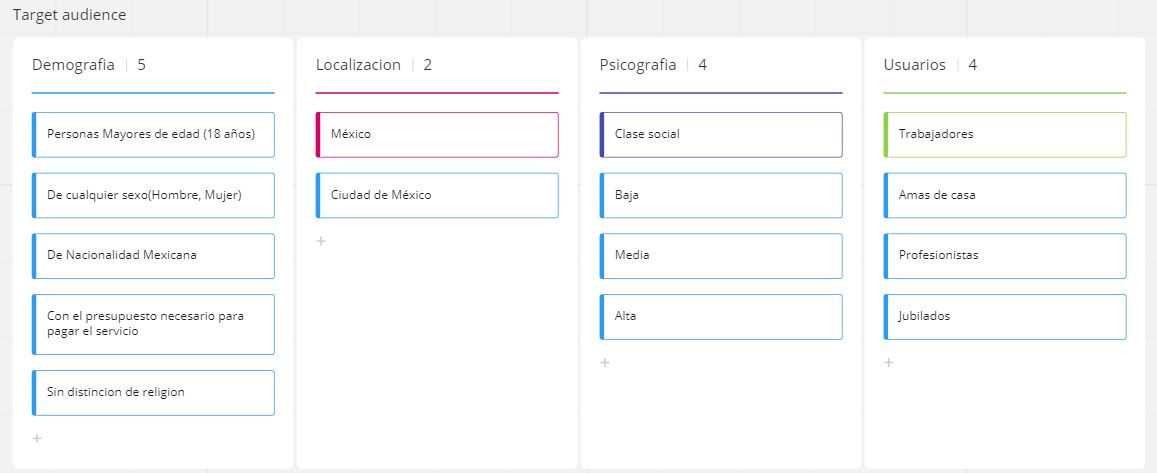 Target audience
Demografia | 5
Personas Mayores de edad (18 años)
De cualquier sexo(Hombre, Mujer)
De Nacionalidad Mexicana
Con el presupuesto necesario para
pagar el servicio
Sin distincion de religion
+
Localizacion | 2
México
Ciudad de México
+
Psicografia | 4
Clase social
Baja
Media
Alta
+
Usuarios | 4
Trabajadores
Amas de casa
Profesionistas
Jubilados
+